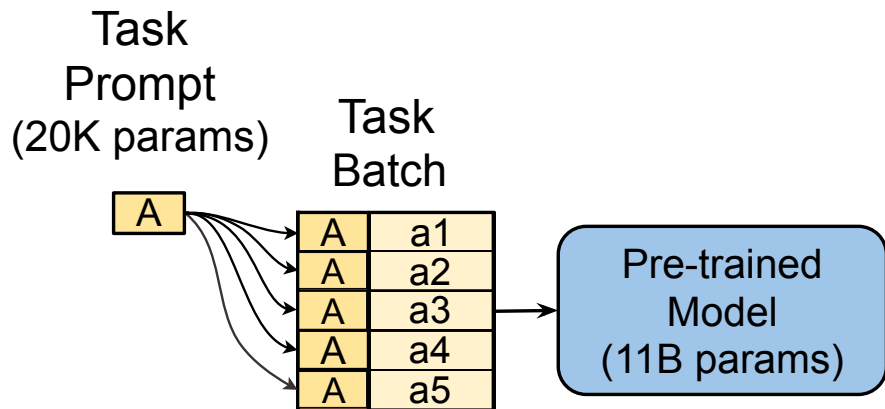 Task
Prompt
(20K params)
A
Task
Batch
A a1
A a2
A a3
A a4
A a5
Pre-trained
Model
(11B params)